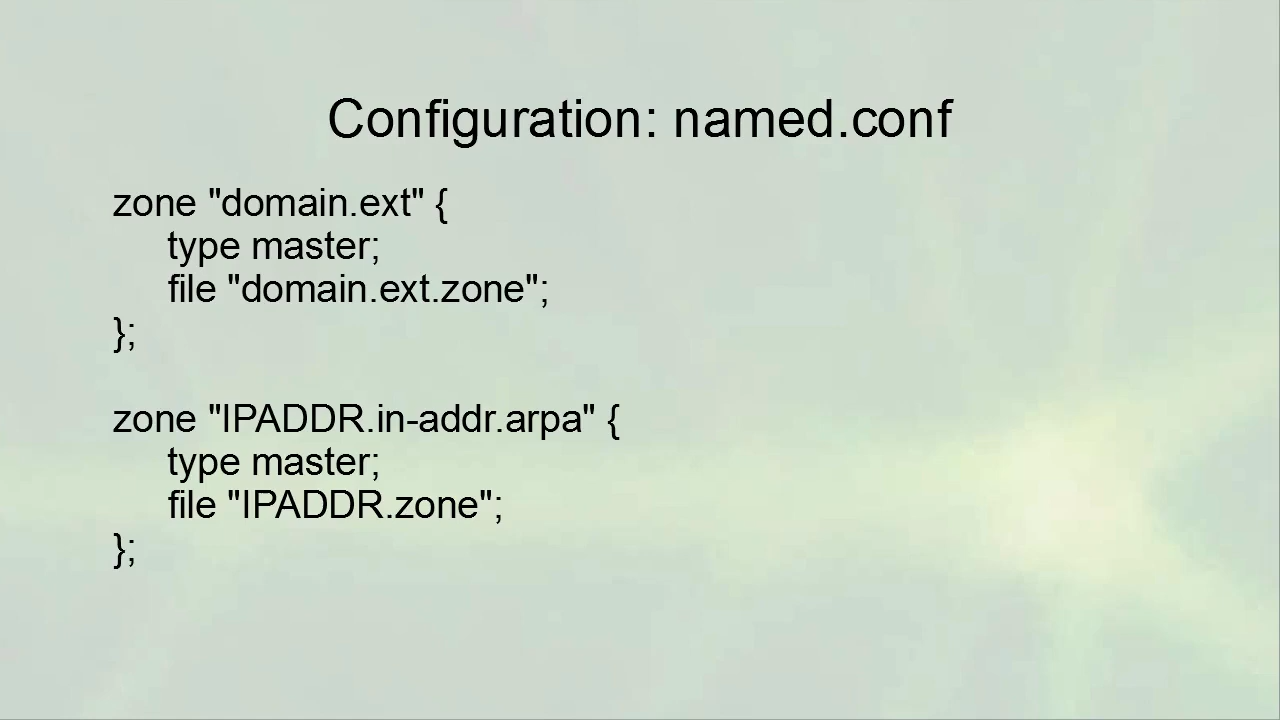 Configuration: named.conf
zone "domain.ext" {
type master;
file "domain.ext.zone";
};
zone "IPADDR.in-addr.arpa" {
type master;
file "IPADDR.zone";
};